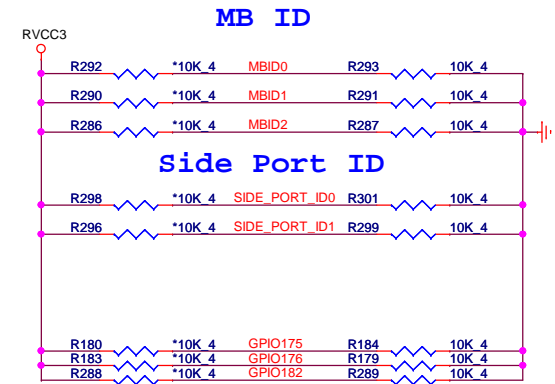 MB ID
RVCC3
R292 *10K_4 MBID0 R293 10K_4
R290 *10K_4 MBID1 R291 10K_4
R286 *10K_4 MBID2 R287 10K_4
Side Port ID
R298 *10K_4 SIDE_PORT_ID0 R301 10K_4
R296 *10K_4 SIDE_PORT_ID1 R299 10K_4
R180 *10K_4 GPIO175 R184 10K_4
R183 *10K_4 GPIO176 R179 10K_4
R288 *10K_4 GPIO182 R289 10K_4